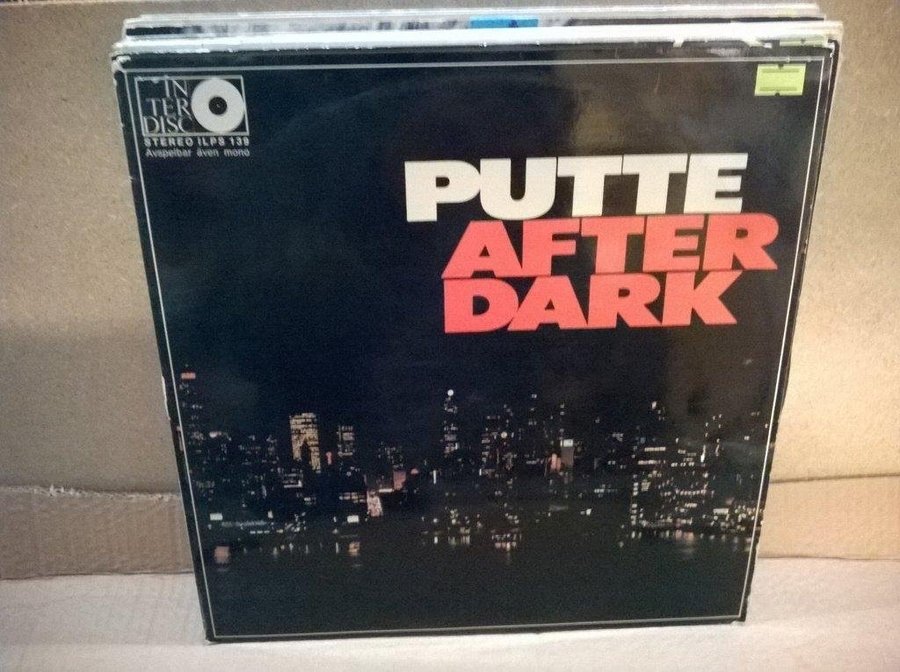 IN
TER
DISC
STEREO ILPS 139
Avspelbar även mono
PUTTE
AFTER
DARK